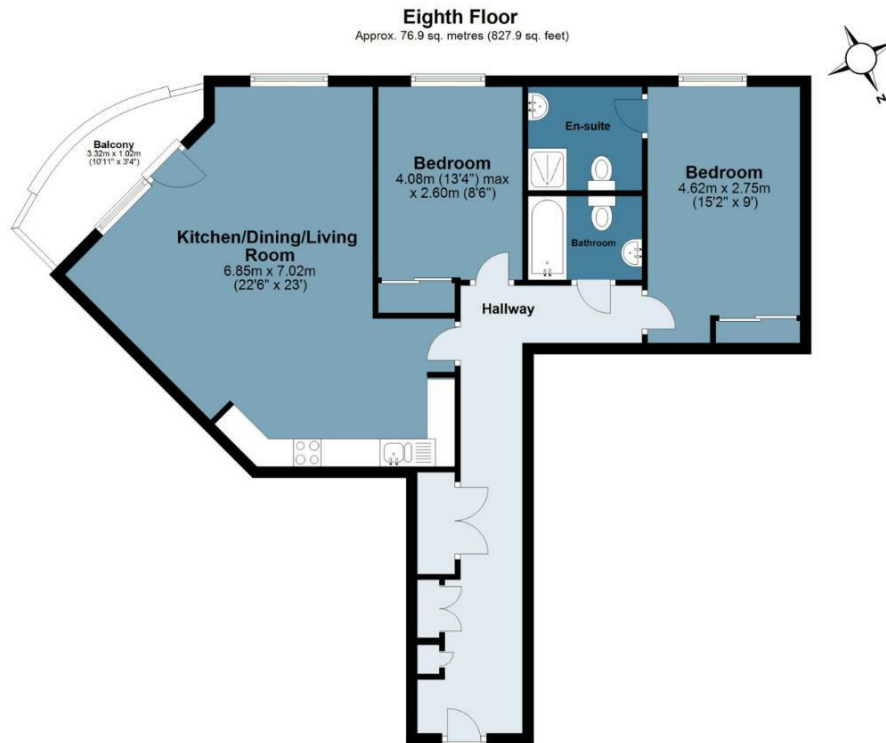 Eighth Floor
Approx. 76.9 sq. metres (827.9 sq. feet)
N
Balcony
3.32m x 1.02m
(10'11" x 3'4")
En-suite
Bedroom
4.08m (13'4") max
x 2.60m (8'6")
Bedroom
4.62m x 2.75m
(15'2" x 9')
Kitchen/Dining/Living
Room
6.85m x 7.02m
(22'6" x 23')
Bathroom
Hallway